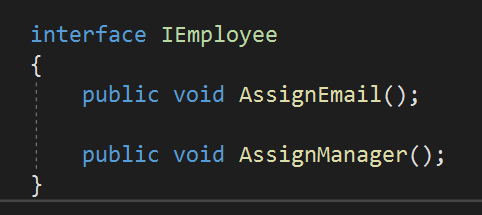 interface IEmployee
{
public void AssignEmail();
public void AssignManager();
}